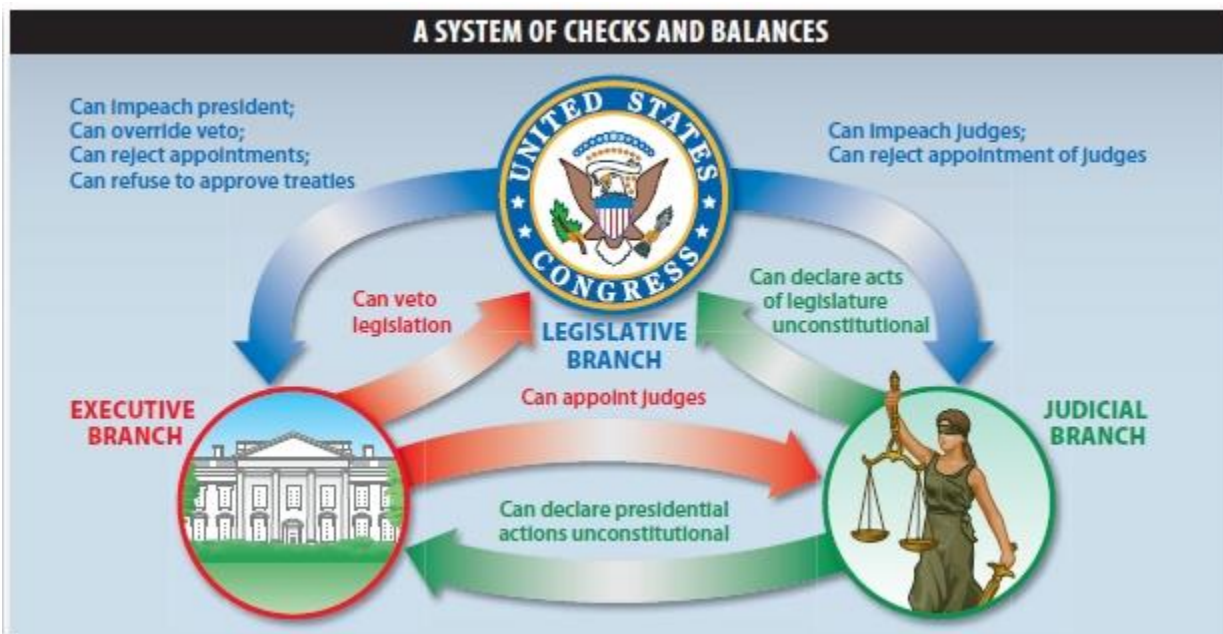 A SYSTEM OF CHECKS AND BALANCES
Can impeach president;
Can override veto;
Can reject appointments;
Can refuse to approve treaties
UNITED STATES
CONGRESS
Can impeach judges;
Can reject appointment of judges
Can veto
legislation
Can declare acts
of legislature
unconstitutional
LEGISLATIVE
BRANCH
EXECUTIVE
BRANCH
Can appoint judges
JUDICIAL
BRANCH
Can declare presidential
actions unconstitutional